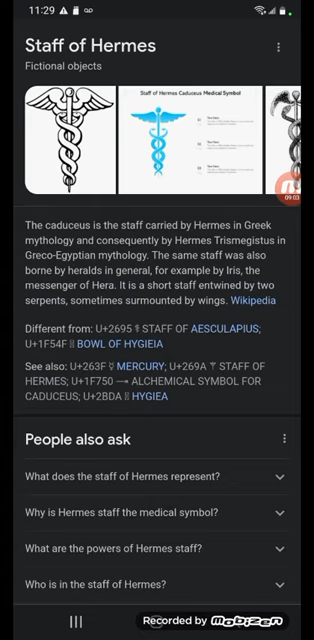 11:29
Staff of Hermes
Fictional objects
Staff of Hermes Caduceus Medical Symbol
09:03
The caduceus is the staff carried by Hermes in Greek
mythology and consequently by Hermes Trismegistus in
Greco-Egyptian mythology. The same staff was also
borne by heralds in general, for example by Iris, the
messenger of Hera. It is a short staff entwined by two
serpents, sometimes surmounted by wings. Wikipedia
Different from: U+2695 ⚕ STAFF OF AESCULAPIUS;
U+1F54F 🕏 BOWL OF HYGIEIA
See also: U+263F ☿ MERCURY; U+269A ⚚ STAFF OF
HERMES; U+1F750 🝐 ALCHEMICAL SYMBOL FOR
CADUCEUS; U+2BDA ⯚ HYGIEA
People also ask
What does the staff of Hermes represent?
Why is Hermes staff the medical symbol?
What are the powers of Hermes staff?
Who is in the staff of Hermes?
Recorded by Mobizen